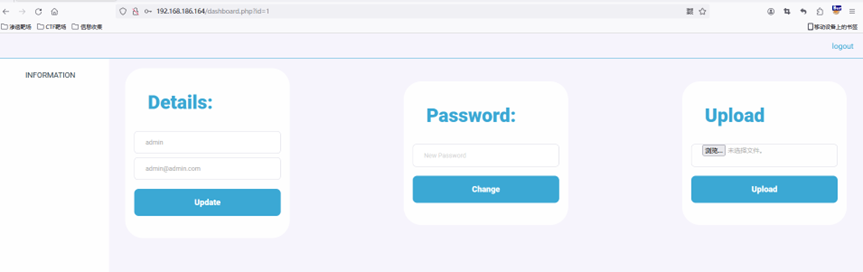 192.168.186.164/dashboard.php?id=1
渗透靶场 CTF靶场 信息收集 移动设备上的书签
logout
INFORMATION
Details:
admin
admin@admin.com
Update
Password:
New Password
Change
Upload
浏览... 未选择文件。
Upload